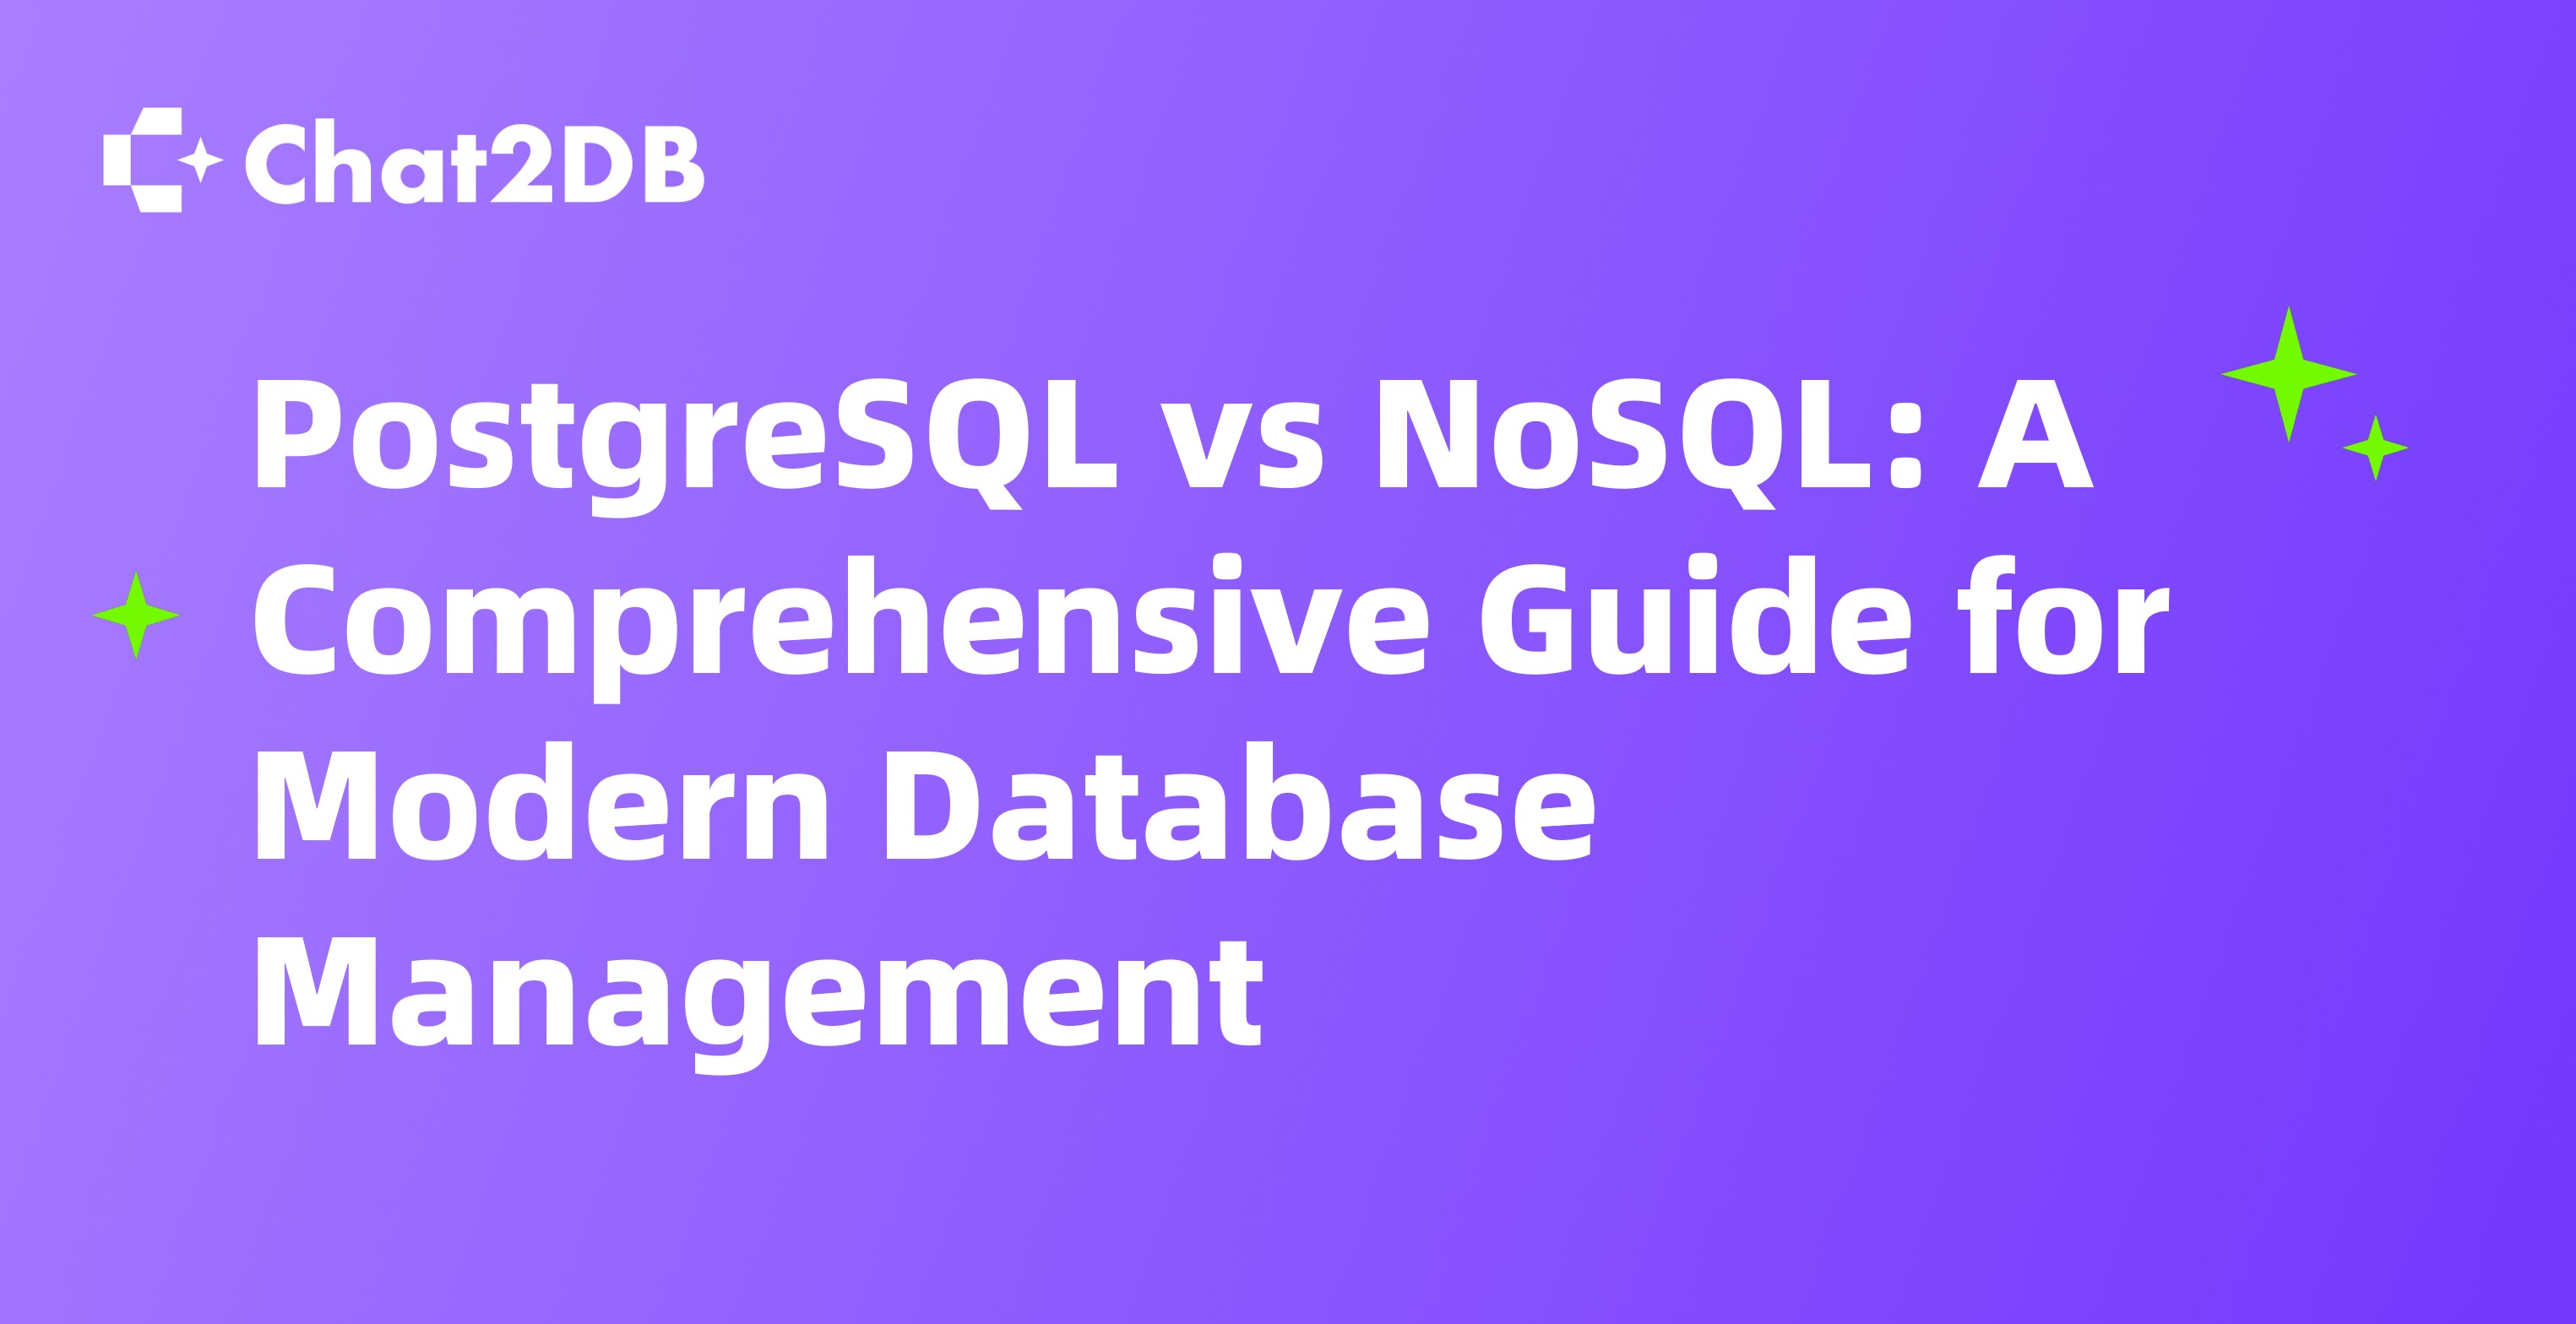 Chat2DB
PostgreSQL vs NoSQL: A
Comprehensive Guide for
Modern Database
Management